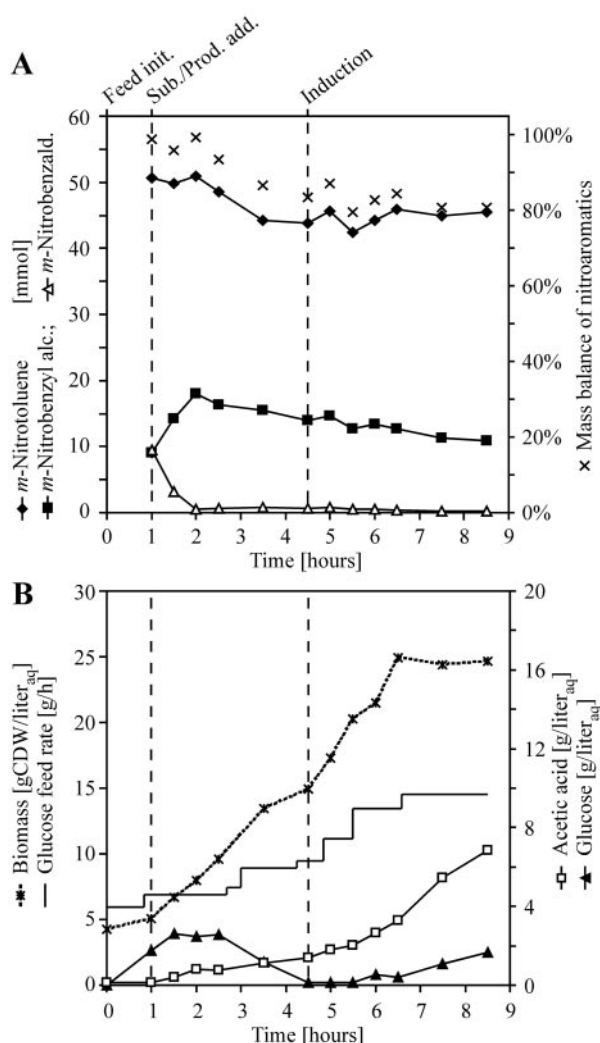 Feed init.
Sub./Prod. add.
Induction
A
60
50
40
30
20
10
0
100%
80%
60%
40%
20%
0%
[mmol]
m-Nitrotoluene
m-Nitrobenzyl alc.;
m-Nitrobenzald.
Mass balance of nitroaromatics
0 1 2 3 4 5 6 7 8 9
Time [hours]
B
30
25
20
15
10
5
0
20
16
12
8
4
0
Biomass [gCDW/liter_aq]
Glucose feed rate [g/h]
Acetic acid [g/liter_aq]
Glucose [g/liter_aq]
0 1 2 3 4 5 6 7 8 9
Time [hours]